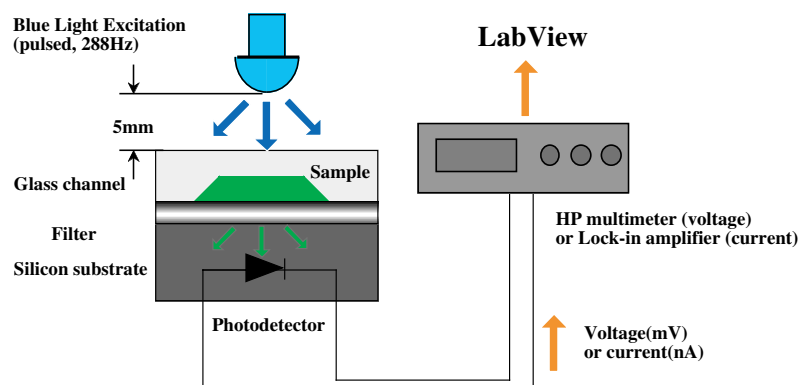 Blue Light Excitation
(pulsed, 288Hz)
LabView
5mm
Sample
Glass channel
HP multimeter (voltage)
or Lock-in amplifier (current)
Filter
Silicon substrate
Photodetector
Voltage(mV)
or current(nA)